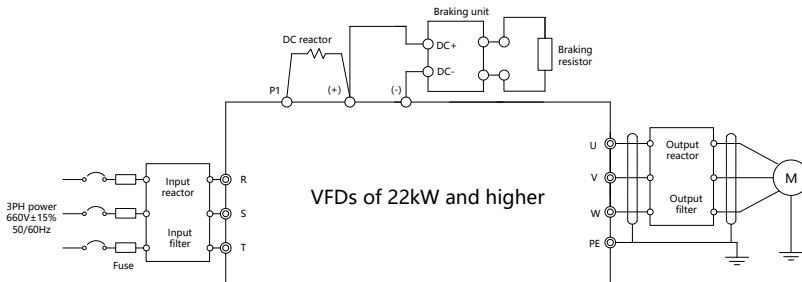 Braking unit
DC reactor
DC+
DC-
Braking
resistor
P1
(+)
(-)
3PH power
660V±15%
50/60Hz
Fuse
Input
reactor
Input
filter
R
S
T
VFDs of 22kW and higher
U
V
W
PE
Output
reactor
Output
filter
M